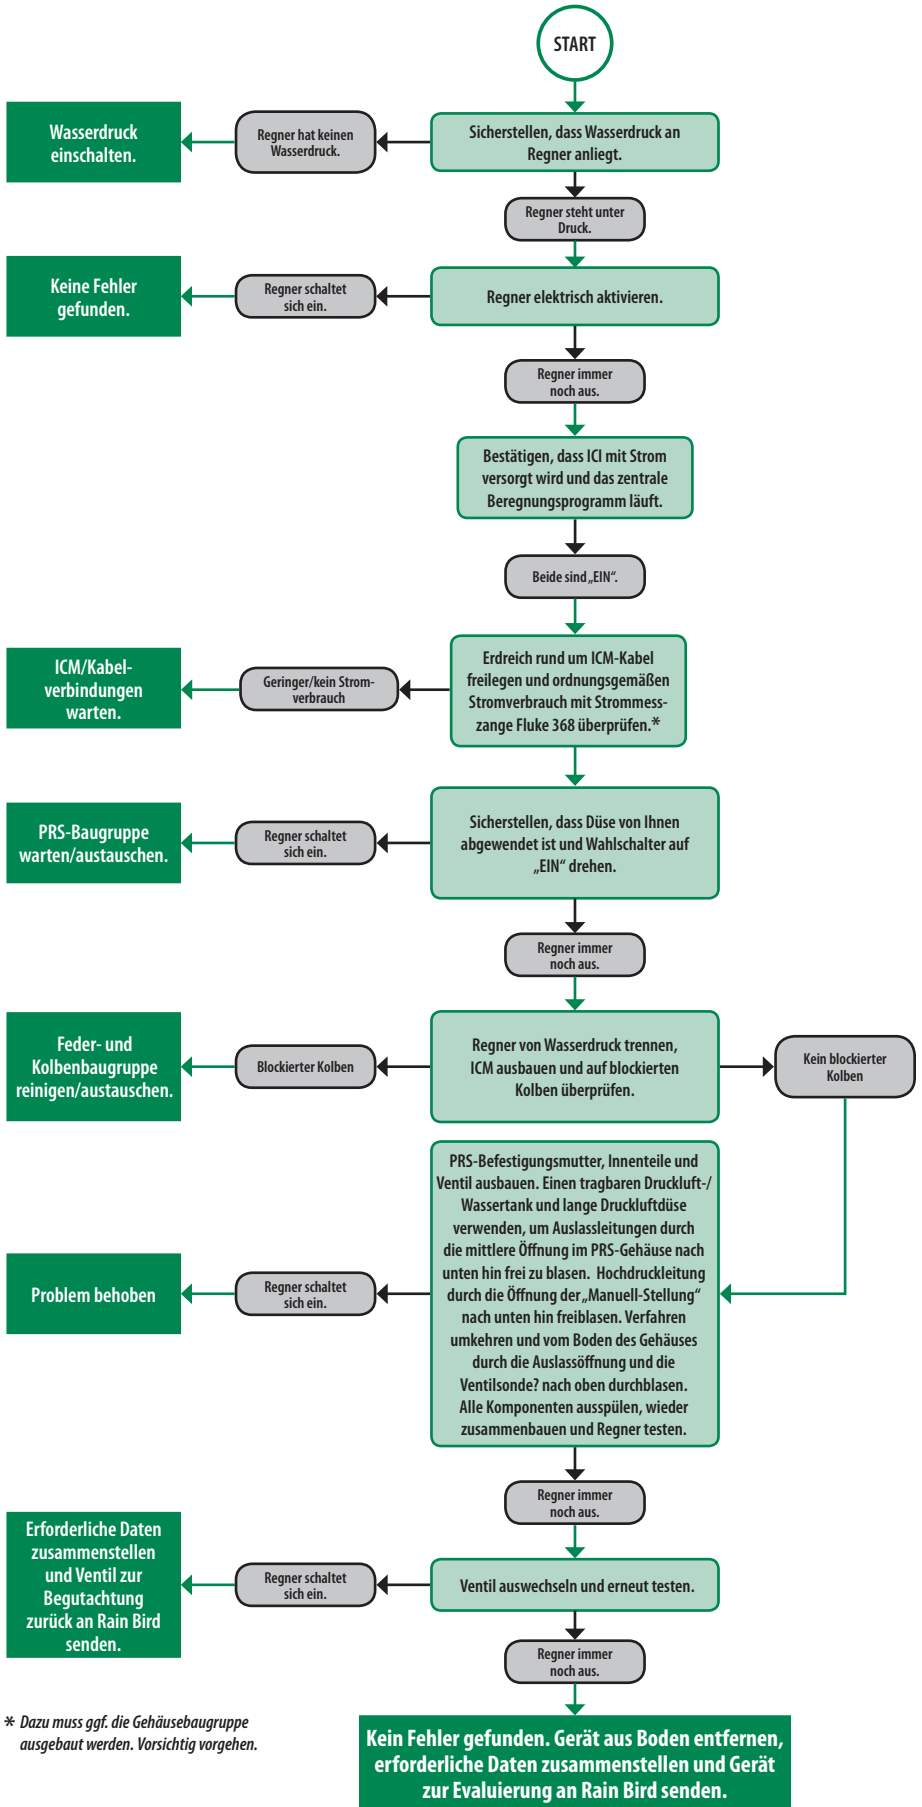 START
Sicherstellen, dass Wasserdruck an
Regner anliegt.
Regner hat keinen
Wasserdruck.
Wasserdruck
einschalten.
Regner steht unter
Druck.
Regner elektrisch aktivieren.
Regner schaltet
sich ein.
Keine Fehler
gefunden.
Regner immer
noch aus.
Bestätigen, dass ICI mit Strom
versorgt wird und das zentrale
Beregnungsprogramm läuft.
Beide sind „EIN“.
Erdreich rund um ICM-Kabel
freilegen und ordnungsgemäßen
Stromverbrauch mit Strommess-
zange Fluke 368 überprüfen.*
Geringer/kein Strom-
verbrauch
ICM/Kabel-
verbindungen
warten.
Sicherstellen, dass Düse von Ihnen
abgewendet ist und Wahlschalter auf
„EIN“ drehen.
Regner schaltet
sich ein.
PRS-Baugruppe
warten/austauschen.
Regner immer
noch aus.
Regner von Wasserdruck trennen,
ICM ausbauen und auf blockierten
Kolben überprüfen.
Blockierter Kolben
Feder- und
Kolbenbaugruppe
reinigen/austauschen.
Kein blockierter
Kolben
PRS-Befestigungsmutter, Innenteile und
Ventil ausbauen. Einen tragbaren Druckluft-/
Wassertank und lange Druckluftdüse
verwenden, um Auslassleitungen durch
die mittlere Öffnung im PRS-Gehäuse nach
unten hin frei zu blasen. Hochdruckleitung
durch die Öffnung der „Manuell-Stellung“
nach unten hin freiblasen. Verfahren
umkehren und vom Boden des Gehäuses
durch die Auslassöffnung und die
Ventilsonde? nach oben durchblasen.
Alle Komponenten ausspülen, wieder
zusammenbauen und Regner testen.
Regner schaltet
sich ein.
Problem behoben
Regner immer
noch aus.
Ventil auswechseln und erneut testen.
Regner schaltet
sich ein.
Erforderliche Daten
zusammenstellen
und Ventil zur
Begutachtung
zurück an Rain Bird
senden.
Regner immer
noch aus.
Kein Fehler gefunden. Gerät aus Boden entfernen,
erforderliche Daten zusammenstellen und Gerät
zur Evaluierung an Rain Bird senden.
* Dazu muss ggf. die Gehäusebaugruppe
ausgebaut werden. Vorsichtig vorgehen.